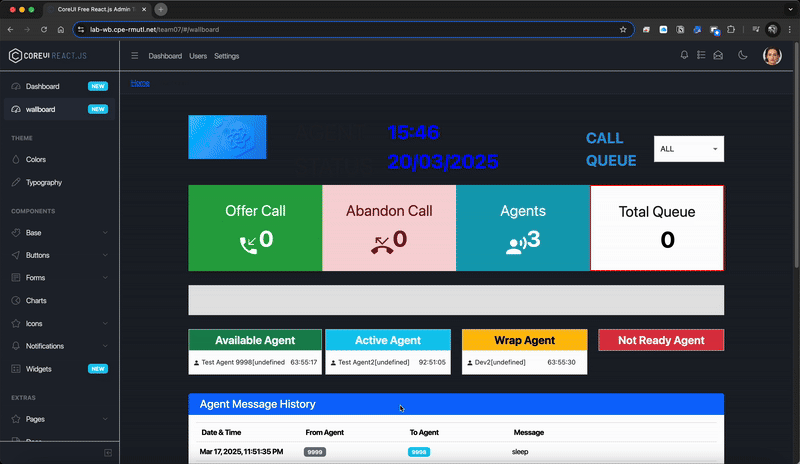 CoreUI Free React.js Admin T
lab-wb.cpe-rmutl.net/team07/#/wallboard
COREUI REACT.JS
Dashboard Users Settings
Dashboard NEW
wallboard NEW
Home
THEME
Colors
Typography
COMPONENTS
Base
Buttons
Forms
Charts
Icons
Notifications
Widgets NEW
EXTRAS
Pages
15:46
20/03/2025
CALL
QUEUE
ALL
Offer Call
0
Abandon Call
0
Agents
3
Total Queue
0
Available Agent
Test Agent 9998[undefined] 63:55:17
Active Agent
Test Agent2[undefined] 92:51:05
Wrap Agent
Dev2[undefined] 63:55:30
Not Ready Agent
Agent Message History
Date & Time From Agent To Agent Message
Mar 17, 2025, 11:51:35 PM 9999 9998 sleep